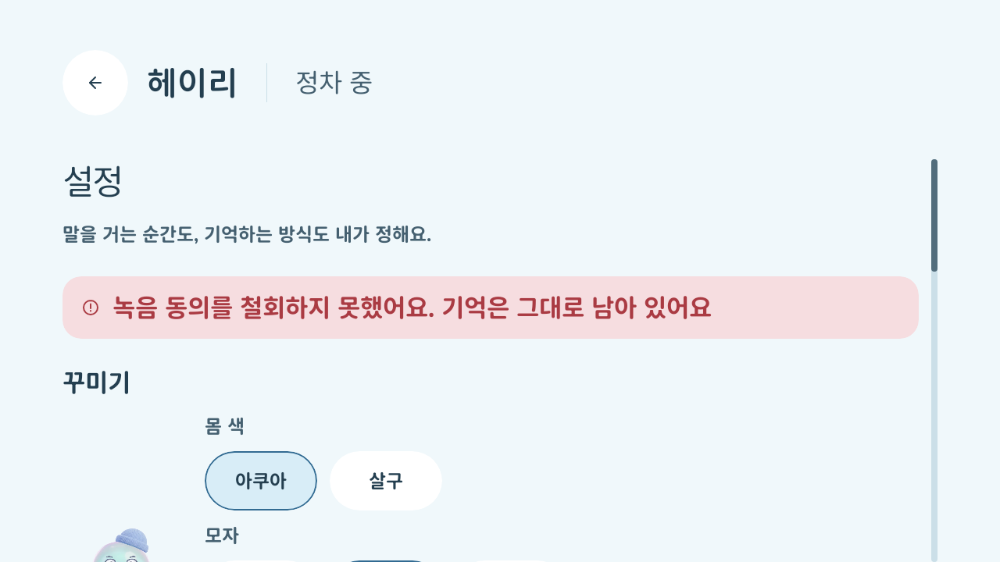 헤이리
정차 중
설정
말을 거는 순간도, 기억하는 방식도 내가 정해요.
녹음 동의를 철회하지 못했어요. 기억은 그대로 남아 있어요
꾸미기
몸 색
아쿠아
살구
모자